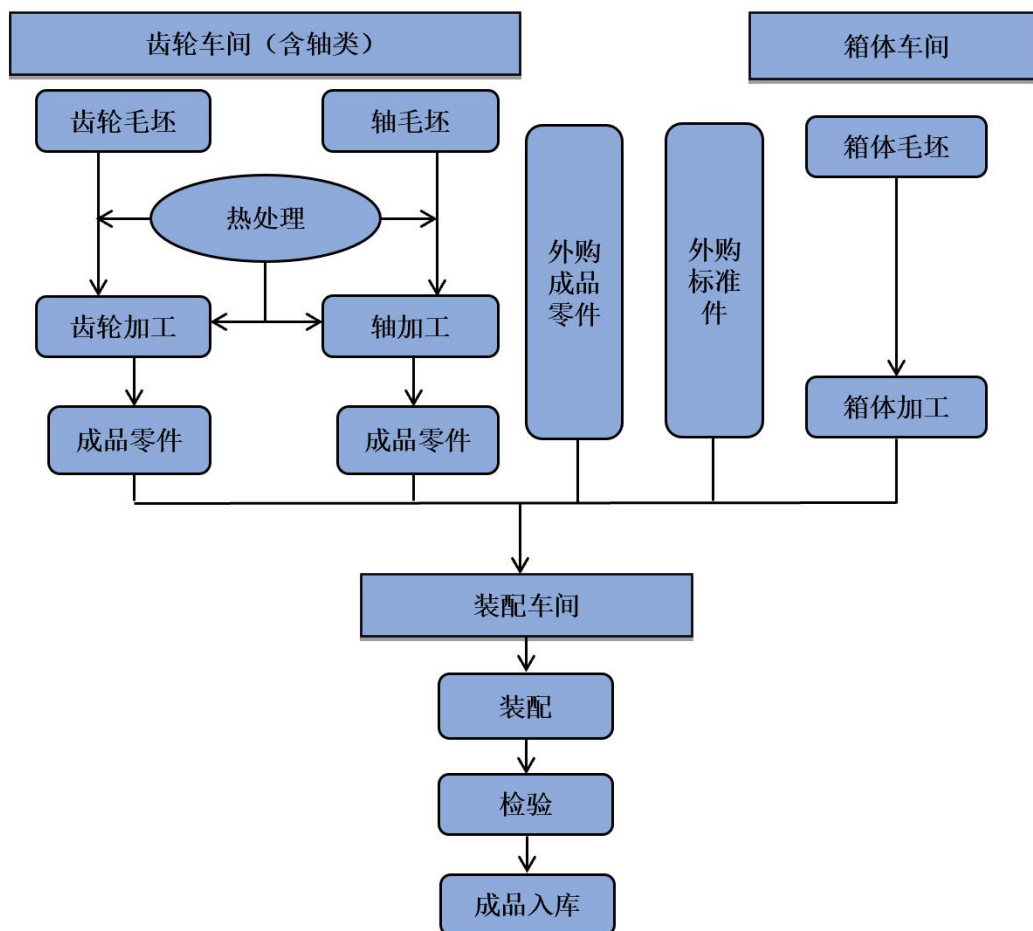 齿轮车间（含轴类）
箱体车间
齿轮毛坯
轴毛坯
箱体毛坯
热处理
外购
成品
零件
外购
标准
件
齿轮加工
轴加工
箱体加工
成品零件
成品零件
装配车间
装配
检验
成品入库